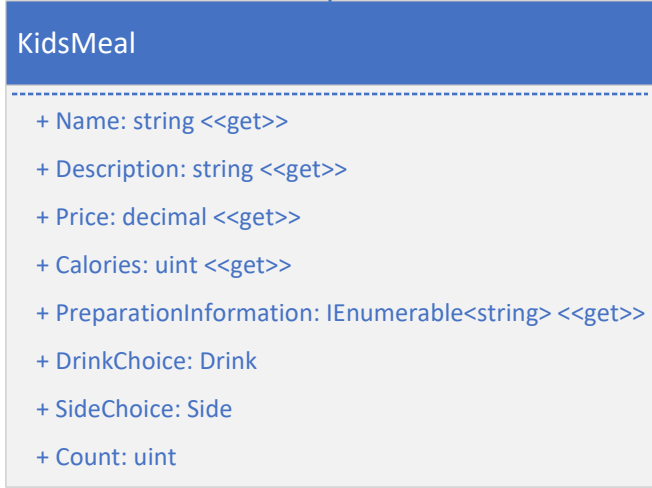 KidsMeal
+ Name: string <<get>>
+ Description: string <<get>>
+ Price: decimal <<get>>
+ Calories: uint <<get>>
+ PreparationInformation: IEnumerable<string> <<get>>
+ DrinkChoice: Drink
+ SideChoice: Side
+ Count: uint